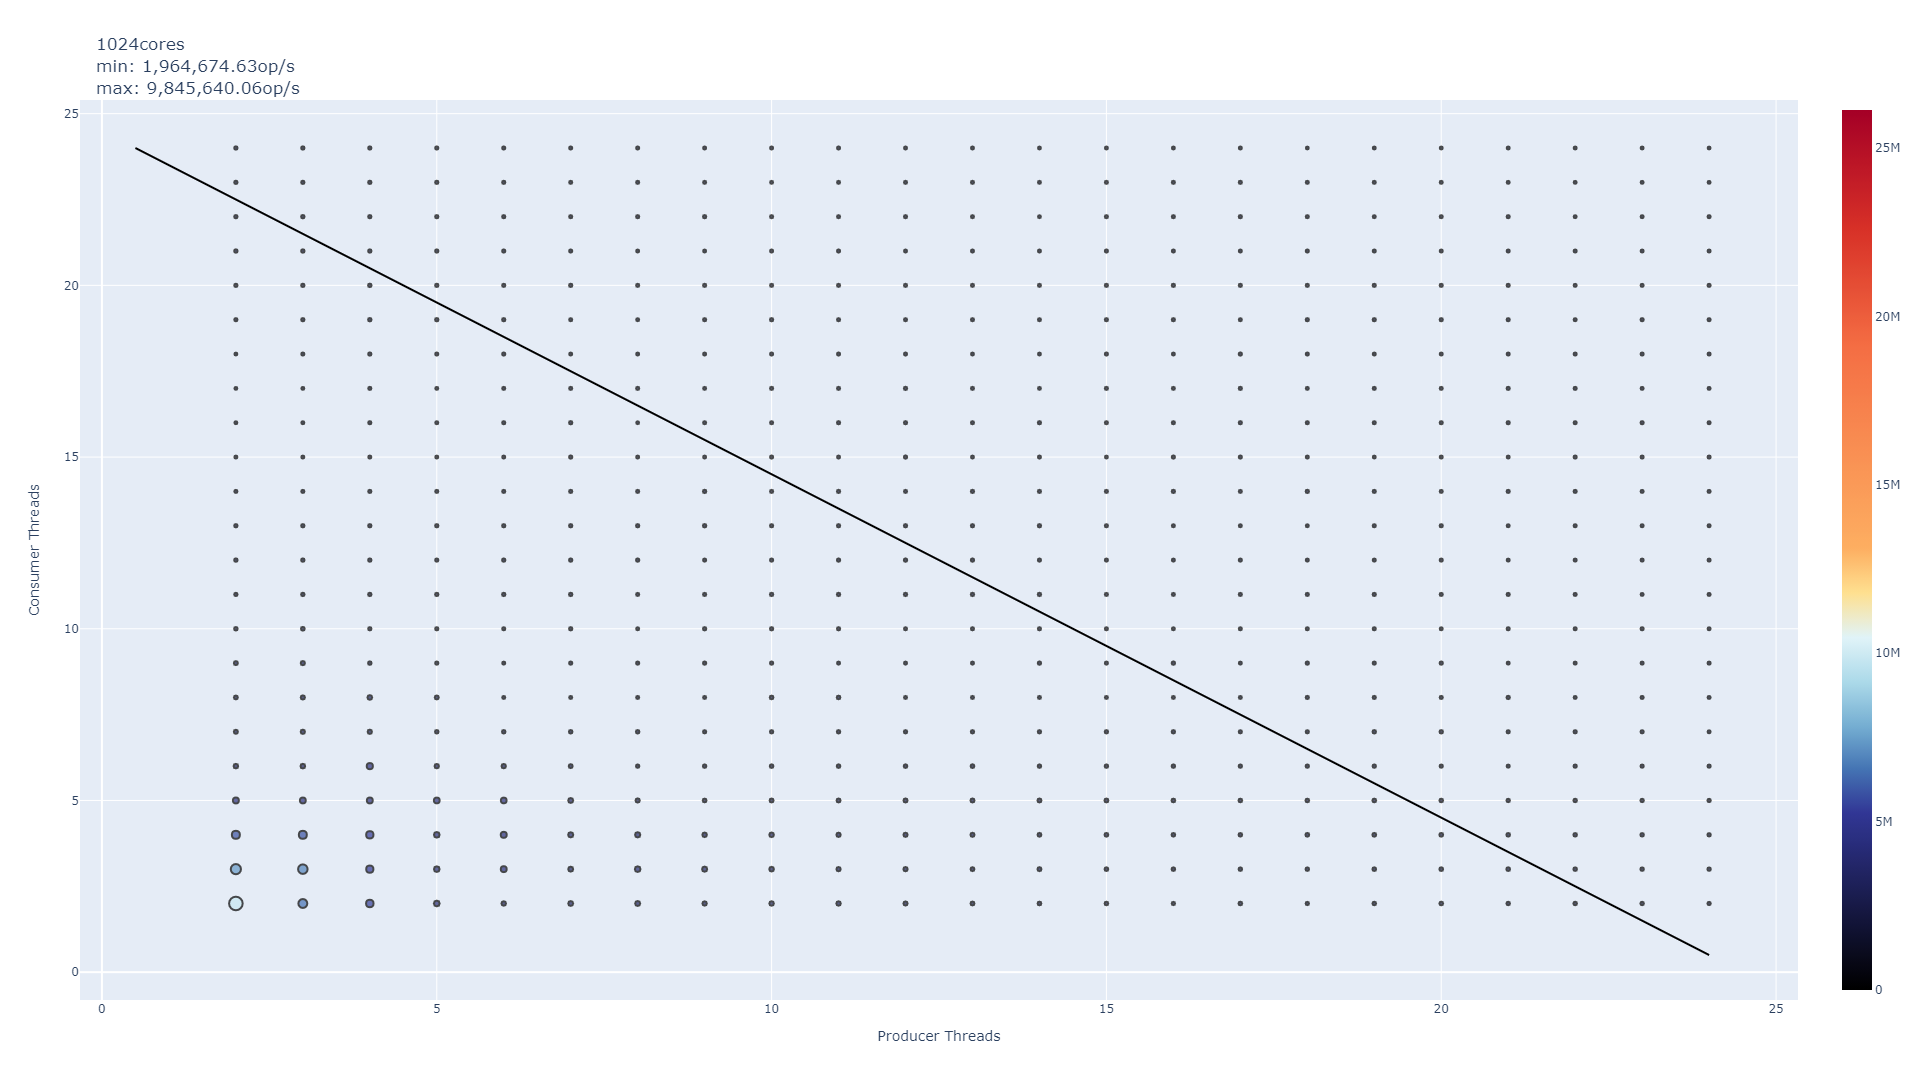 1024cores
min: 1,964,674.63op/s
max: 9,845,640.06op/s
25
20
15
10
5
0
Consumer Threads
0
5
10
15
20
25
Producer Threads
25M
20M
15M
10M
5M
0